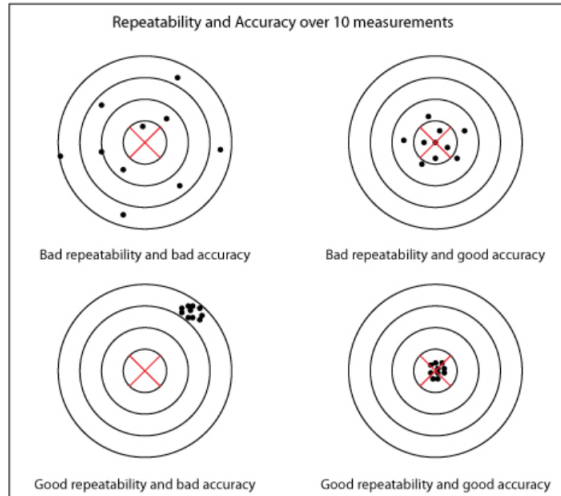 Repeatability and Accuracy over 10 measurements
Bad repeatability and bad accuracy
Bad repeatability and good accuracy
Good repeatability and bad accuracy
Good repeatability and good accuracy